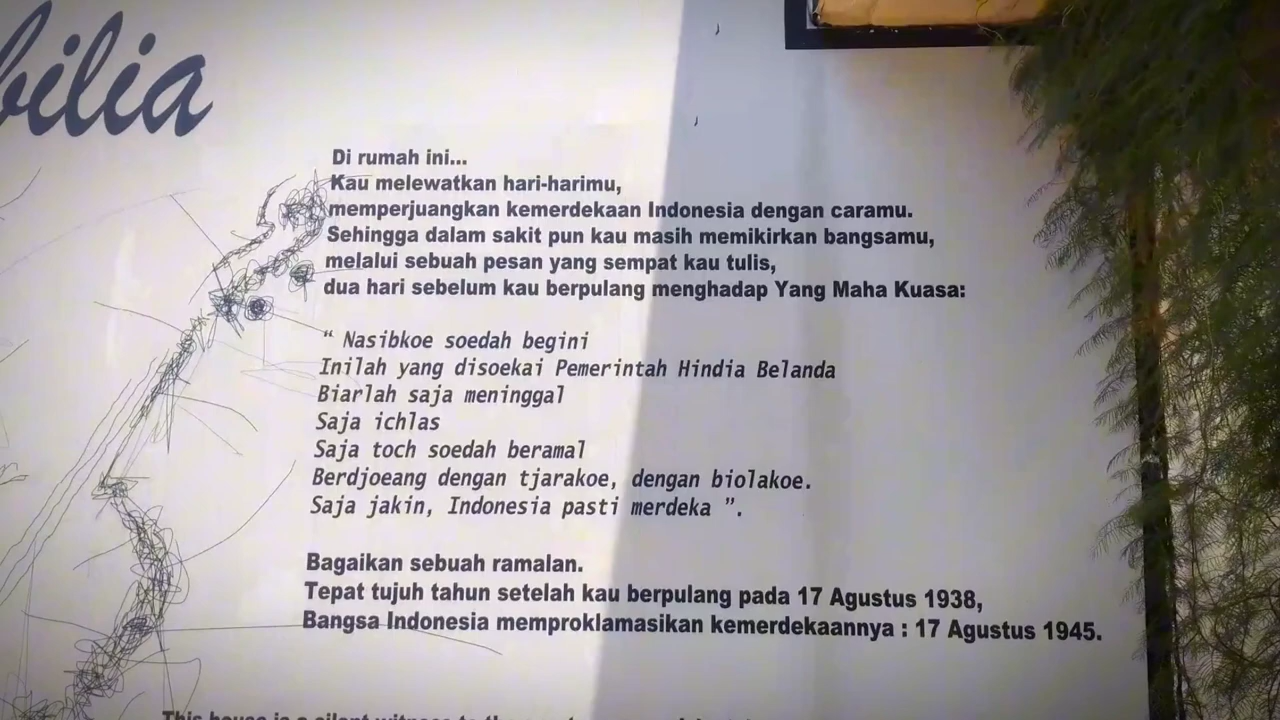 bilia
Di rumah ini...
Kau melewatkan hari-harimu,
memperjuangkan kemerdekaan Indonesia dengan caramu.
Sehingga dalam sakit pun kau masih memikirkan bangsamu,
melalui sebuah pesan yang sempat kau tulis,
dua hari sebelum kau berpulang menghadap Yang Maha Kuasa:
“ Nasibkoe soedah begini
Inilah yang disoekai Pemerintah Hindia Belanda
Biarlah saja meninggal
Saja ichlas
Saja toch soedah beramal
Berdjoeang dengan tjarakoe, dengan biolakoe.
Saja jakin, Indonesia pasti merdeka ”.
Bagaikan sebuah ramalan.
Tepat tujuh tahun setelah kau berpulang pada 17 Agustus 1938,
Bangsa Indonesia memproklamasikan kemerdekaannya : 17 Agustus 1945.
This house is a silent witness to the